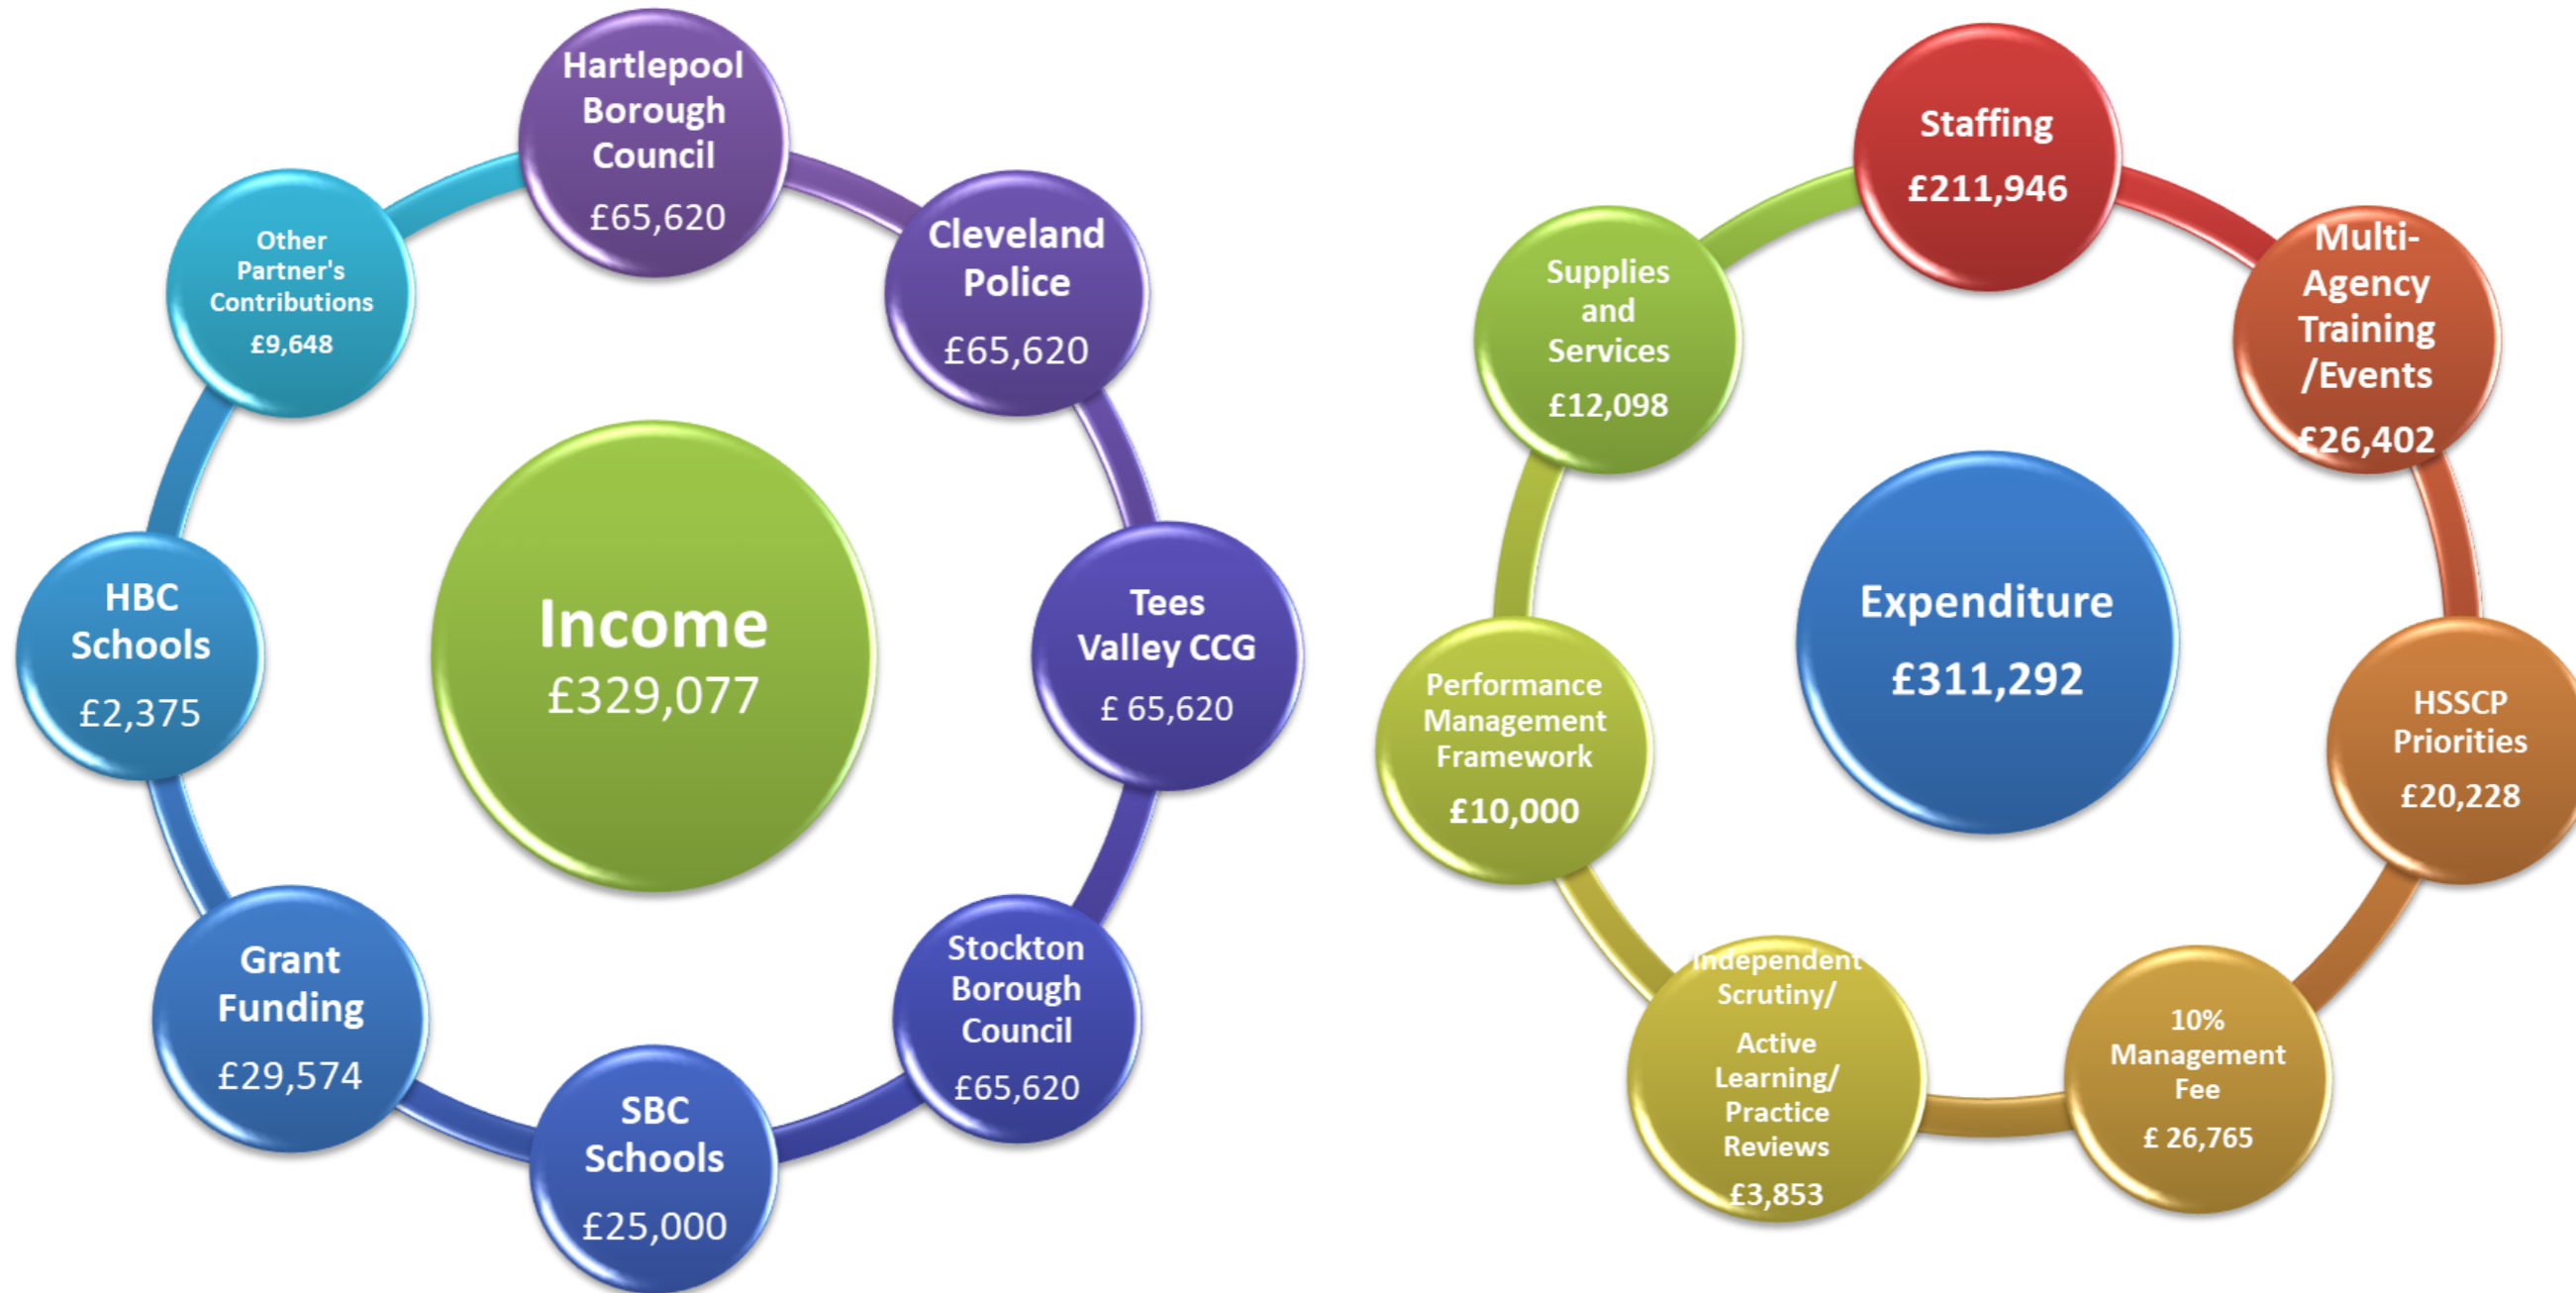 Hartlepool
Borough
Council
£65,620
Cleveland
Police
£65,620
Tees
Valley CCG
£ 65,620
Stockton
Borough
Council
£65,620
SBC
Schools
£25,000
Grant
Funding
£29,574
HBC
Schools
£2,375
Other
Partner's
Contributions
£9,648
Income
£329,077
Staffing
£211,946
Multi-
Agency
Training
/Events
£26,402
HSSCP
Priorities
£20,228
10%
Management
Fee
£ 26,765
Independent
Scrutiny/
Active
Learning/
Practice
Reviews
£3,853
Performance
Management
Framework
£10,000
Supplies
and
Services
£12,098
Expenditure
£311,292